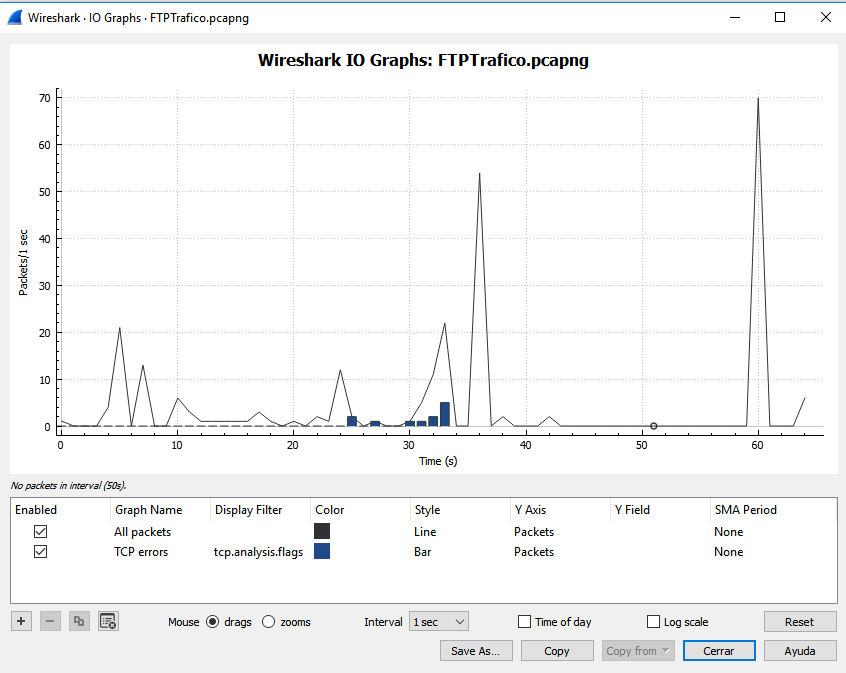 Wireshark · IO Graphs · FTPTrafico.pcapng
Wireshark IO Graphs: FTPTrafico.pcapng
Packets/1 sec
70
60
50
40
30
20
10
0
0 10 20 30 40 50 60
Time (s)
No packets in interval (50s).
Enabled Graph Name Display Filter Color Style Y Axis Y Field SMA Period
All packets Line Packets None
TCP errors tcp.analysis.flags Bar Packets None
Mouse drags zooms Interval 1 sec Time of day Log scale Reset
Save As... Copy Copy from Cerrar Ayuda